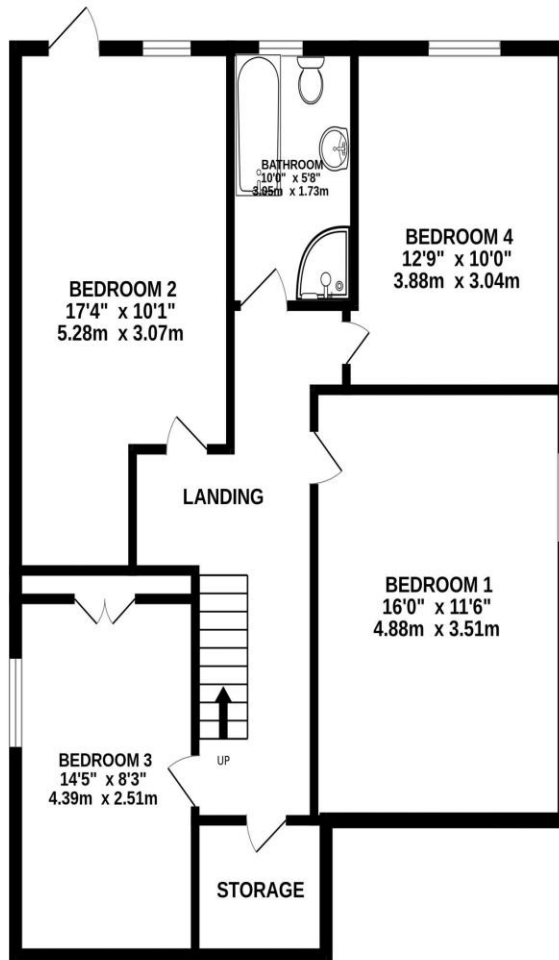 BATHROOM
10'0" x 5'8"
3.05m x 1.73m
BEDROOM 4
12'9" x 10'0"
3.88m x 3.04m
BEDROOM 2
17'4" x 10'1"
5.28m x 3.07m
LANDING
BEDROOM 1
16'0" x 11'6"
4.88m x 3.51m
BEDROOM 3
14'5" x 8'3"
4.39m x 2.51m
UP
STORAGE